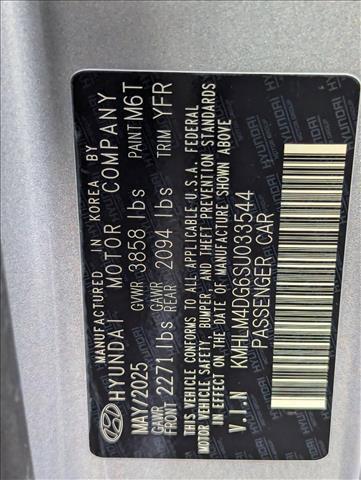 MANUFACTURED IN KOREA BY
HYUNDAI MOTOR COMPANY
MAY/2025 GVWR 3858 lbs PAINT M6T
GAWR FRONT 2271 lbs GAWR REAR 2094 lbs TRIM YFR
THIS VEHICLE CONFORMS TO ALL APPLICABLE U.S.A. FEDERAL
MOTOR VEHICLE SAFETY, BUMPER, AND THEFT PREVENTION STANDARDS
IN EFFECT ON THE DATE OF MANUFACTURE SHOWN ABOVE
V.I.N KMHLM4DG6SU033544
PASSENGER CAR